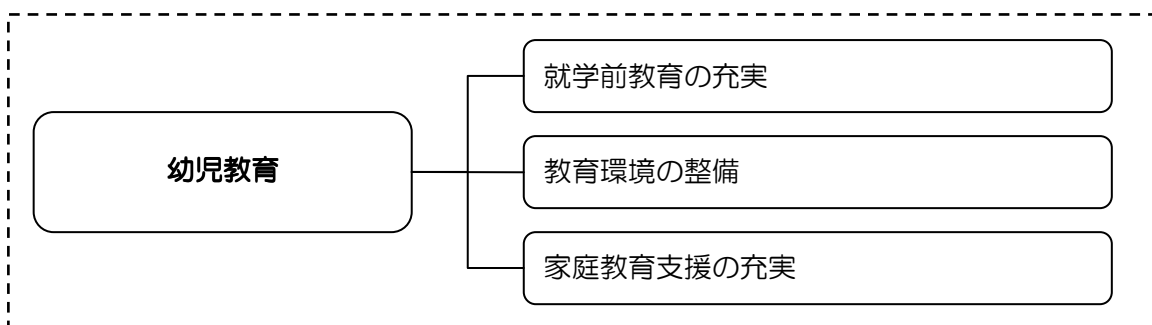 幼児教育
就学前教育の充実
教育環境の整備
家庭教育支援の充実